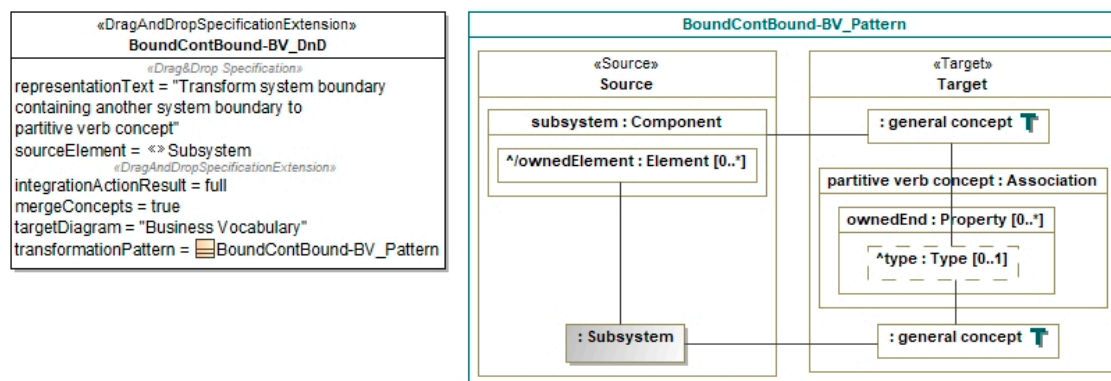 «DragAndDropSpecificationExtension»
BoundContBound-BV_DnD
«Drag&Drop Specification»
representationText = "Transform system boundary
containing another system boundary to
partitive verb concept"
sourceElement = «» Subsystem
«DragAndDropSpecificationExtension»
integrationActionResult = full
mergeConcepts = true
targetDiagram = "Business Vocabulary"
transformationPattern = BoundContBound-BV_Pattern
BoundContBound-BV_Pattern
«Source»
Source
subsystem : Component
^/ownedElement : Element [0..*]
: Subsystem
«Target»
Target
: general concept
partitive verb concept : Association
ownedEnd : Property [0..*]
^type : Type [0..1]
: general concept